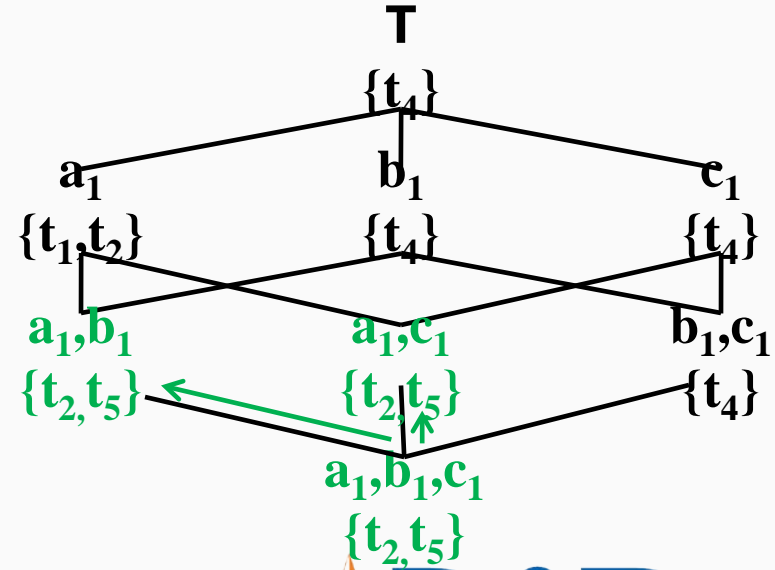 T
{t₄}
a₁ b₁ c₁
{t₁,t₂} {t₄} {t₄}
a₁,b₁ a₁,c₁ b₁,c₁
{t₂,t₅} {t₂,t₅} {t₄}
a₁,b₁,c₁
{t₂,t₅}